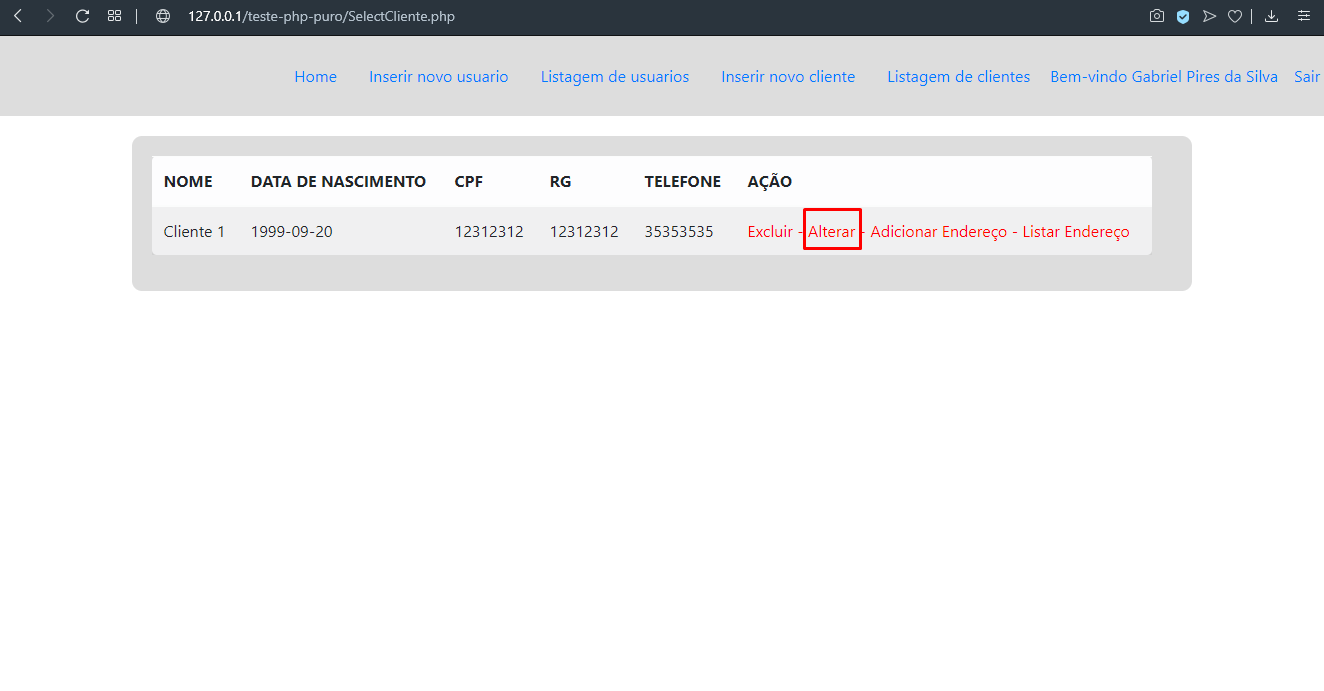 127.0.0.1/teste-php-puro/SelectCliente.php
Home Inserir novo usuario Listagem de usuarios Inserir novo cliente Listagem de clientes Bem-vindo Gabriel Pires da Silva Sair
NOME DATA DE NASCIMENTO CPF RG TELEFONE AÇÃO
Cliente 1 1999-09-20 12312312 12312312 35353535 Excluir - Alterar - Adicionar Endereço - Listar Endereço